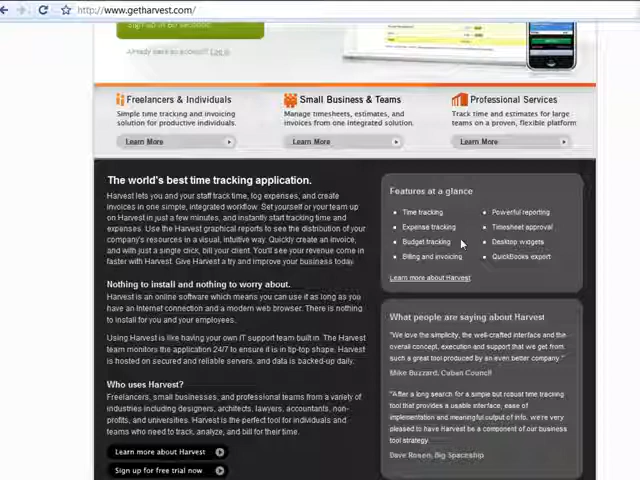 http://www.getharvest.com/
Sign up in 60 seconds!
Already have an account? Log in
Freelancers & Individuals
Simple time tracking and invoicing
solution for productive individuals.
Learn More
Small Business & Teams
Manage timesheets, estimates, and
invoices from one integrated solution.
Learn More
Professional Services
Track time and estimates for large
teams on a proven, flexible platform
Learn More
The world's best time tracking application.
Harvest lets you and your staff track time, log expenses, and create
invoices in one simple, integrated workflow. Set yourself or your team up
on Harvest in just a few minutes, and instantly start tracking time and
expenses. Use the Harvest graphical reports to see the distribution of your
company's resources in a visual, intuitive way. Quickly create an invoice,
and with just a single click, bill your client. You'll see your revenue come
in faster with Harvest. Give Harvest a try and improve your business today.
Nothing to install and nothing to worry about.
Harvest is an online software which means you can use it as long as you
have an Internet connection and a modern web browser. There is nothing
to install for you and your employees.
Using Harvest is like having your own IT support team built in. The Harvest
team monitors the application 24/7 to ensure it is in tip-top shape. Harvest
is hosted on secured and reliable servers, and data is backed-up daily.
Who uses Harvest?
Freelancers, small businesses, and professional teams from a variety of
industries including designers, architects, lawyers, accountants, non-
profits, and universities. Harvest is the perfect tool for individuals and
teams who need to track, analyze, and bill for their time.
Learn more about Harvest
Sign up for free trial now
Features at a glance
Time tracking
Expense tracking
Budget tracking
Billing and invoicing
Powerful reporting
Timesheet approval
Desktop widgets
QuickBooks export
Learn more about Harvest
What people are saying about Harvest
"We love the simplicity, the well-crafted interface and the
overall concept, execution and support that we get from
such a great tool produced by an even better company."
Mike Buzzard, Cuban Council
"After a long search for a simple but robust time tracking
tool that provides a usable interface, ease of
implementation and meaningful output of info, we're very
pleased to have Harvest be a component of our business
tool strategy.
Dave Rosen, Big Spaceship